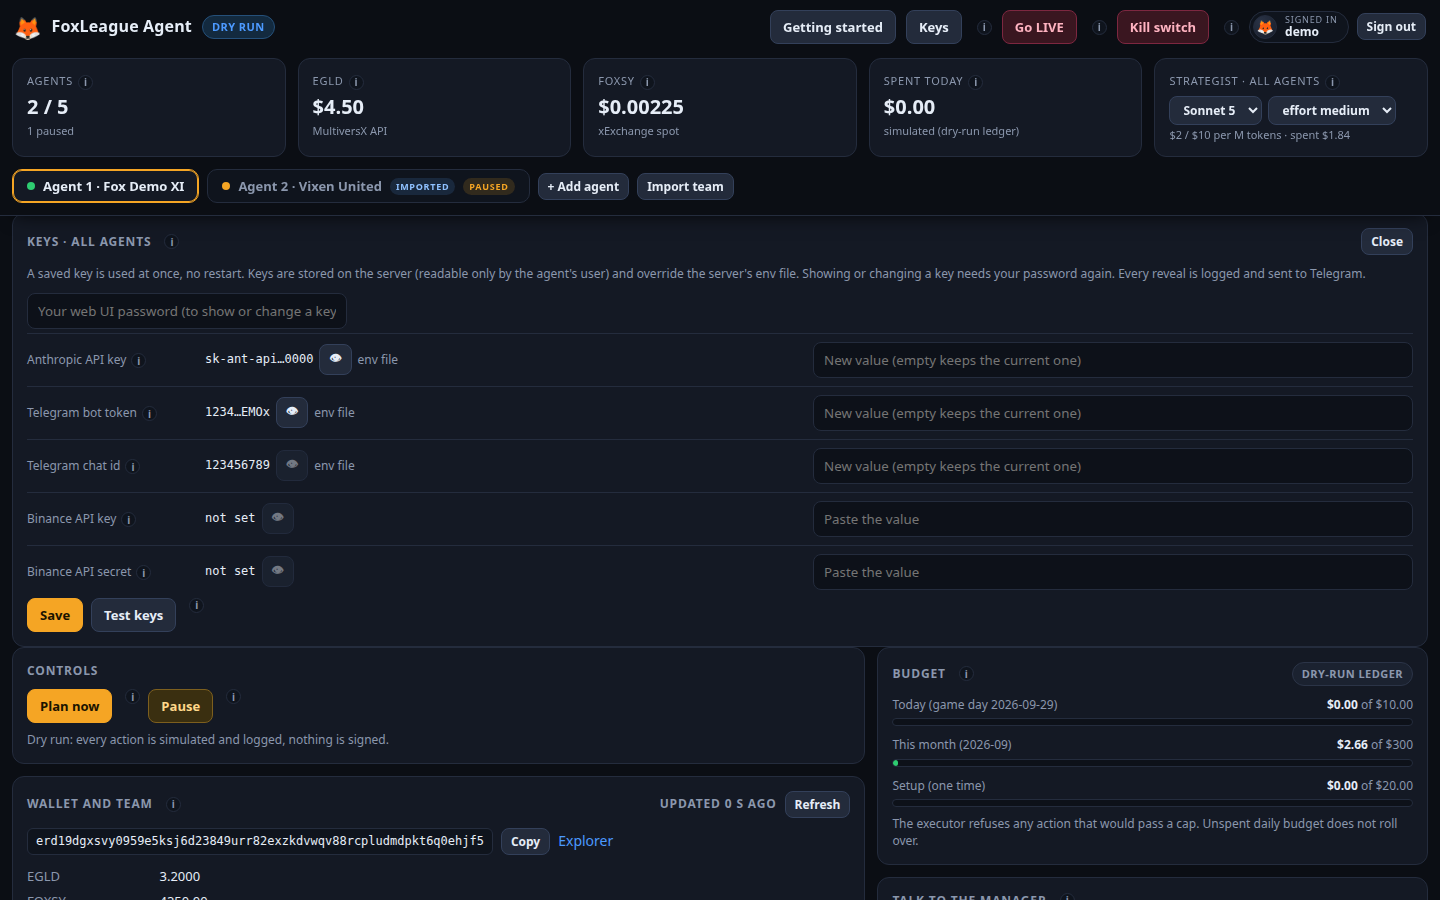 FoxLeague Agent DRY RUN Getting started Keys i Go LIVE i Kill switch i SIGNED IN demo Sign out
AGENTS i
2 / 5
1 paused
EGLD i
$4.50
MultiversX API
FOXSY i
$0.00225
xExchange spot
SPENT TODAY i
$0.00
simulated (dry-run ledger)
STRATEGIST · ALL AGENTS i
Sonnet 5 effort medium
$2 / $10 per M tokens · spent $1.84
Agent 1 · Fox Demo XI Agent 2 · Vixen United IMPORTED PAUSED + Add agent Import team
KEYS · ALL AGENTS i Close
A saved key is used at once, no restart. Keys are stored on the server (readable only by the agent's user) and override the server's env file. Showing or changing a key needs your password again. Every reveal is logged and sent to Telegram.
Your web UI password (to show or change a key
Anthropic API key i sk-ant-api…0000 env file New value (empty keeps the current one)
Telegram bot token i 1234…EMOx env file New value (empty keeps the current one)
Telegram chat id i 123456789 env file New value (empty keeps the current one)
Binance API key i not set Paste the value
Binance API secret i not set Paste the value
Save Test keys i
CONTROLS
Plan now i Pause i
Dry run: every action is simulated and logged, nothing is signed.
BUDGET i DRY-RUN LEDGER
Today (game day 2026-09-29) $0.00 of $10.00
This month (2026-09) $2.66 of $300
Setup (one time) $0.00 of $20.00
The executor refuses any action that would pass a cap. Unspent daily budget does not roll
over.
WALLET AND TEAM i UPDATED 0 S AGO Refresh
erd19dgxsvy0959e5ksj6d23849urr82exzkdvwqv88rcpludmdpkt6q0ehjf5 Copy Explorer
EGLD 3.2000
FOXSY 4250.00
TALK TO THE MANAGER i